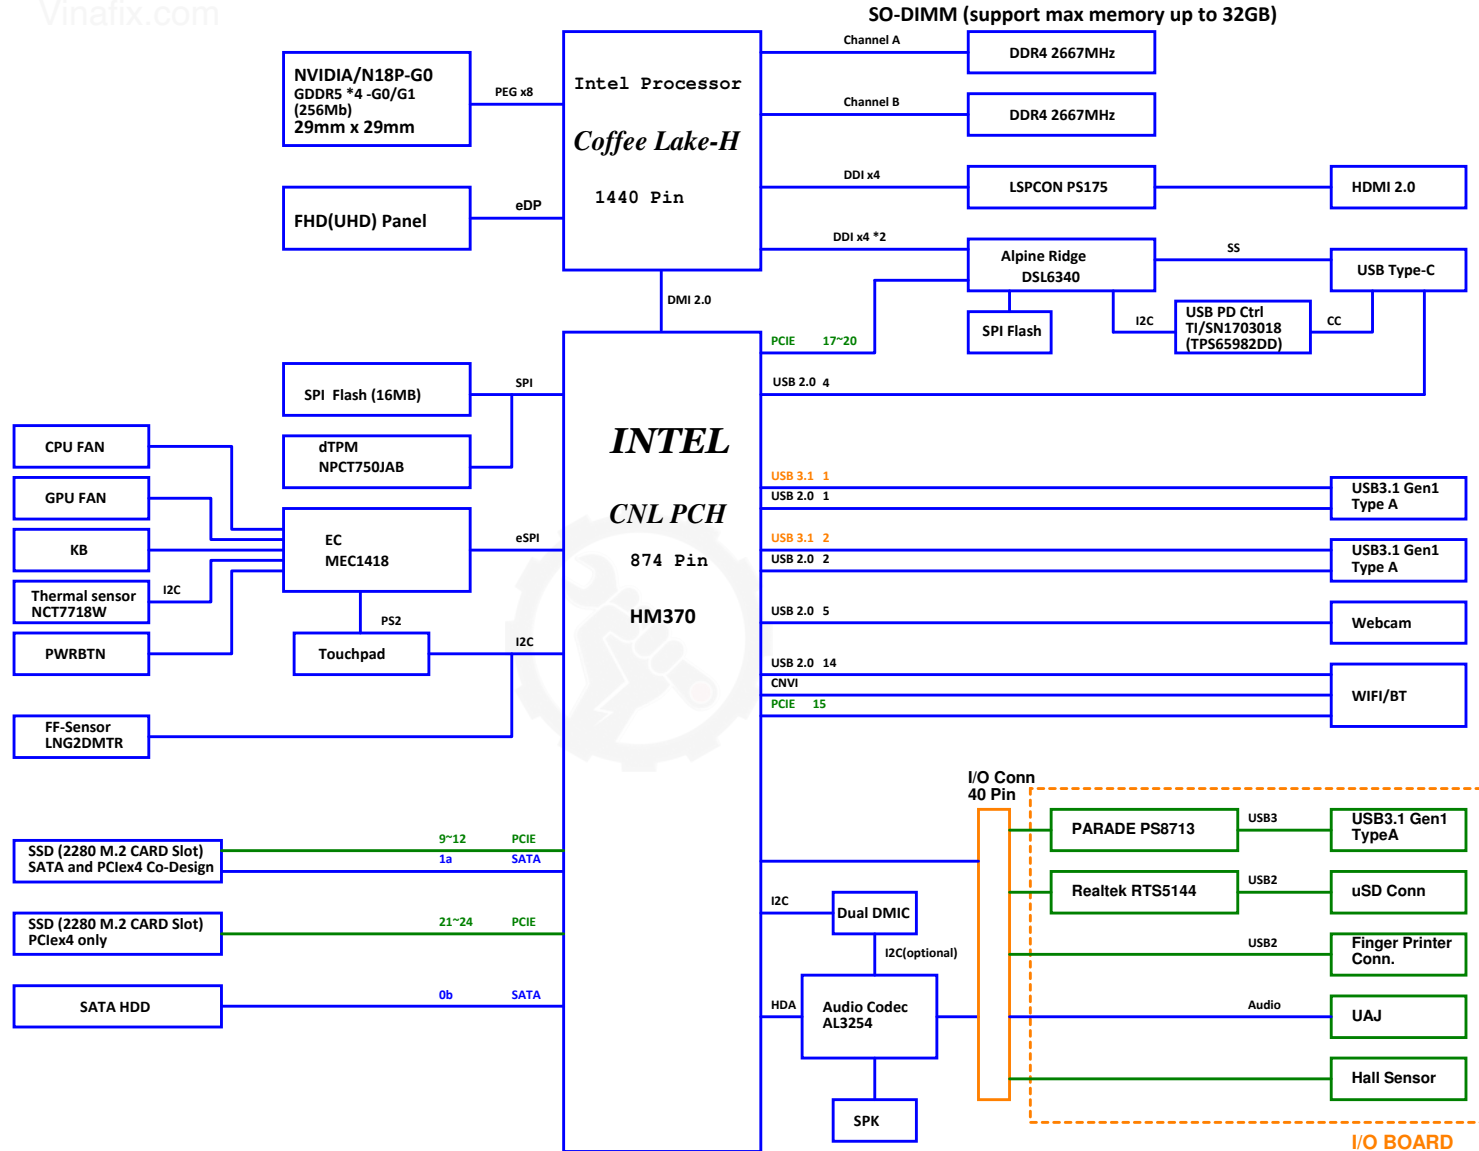 Vinafix.com
SO-DIMM (support max memory up to 32GB)
NVIDIA/N18P-G0
GDDR5 *4 -G0/G1
(256Mb)
29mm x 29mm
PEG x8
Intel Processor
Coffee Lake-H
1440 Pin
Channel A
DDR4 2667MHz
Channel B
DDR4 2667MHz
FHD(UHD) Panel
eDP
DDI x4
LSPCON PS175
HDMI 2.0
DDI x4 *2
Alpine Ridge
DSL6340
SS
USB Type-C
DMI 2.0
SPI Flash
I2C
USB PD Ctrl
TI/SN1703018
(TPS65982DD)
CC
PCIE 17~20
USB 2.0 4
SPI Flash (16MB)
SPI
dTPM
NPCT750JAB
INTEL
CNL PCH
874 Pin
HM370
CPU FAN
GPU FAN
KB
Thermal sensor
NCT7718W
I2C
PWRBTN
EC
MEC1418
eSPI
PS2
Touchpad
I2C
FF-Sensor
LNG2DMTR
USB 3.1 1
USB 2.0 1
USB3.1 Gen1
Type A
USB 3.1 2
USB 2.0 2
USB3.1 Gen1
Type A
USB 2.0 5
Webcam
USB 2.0 14
CNVI
PCIE 15
WIFI/BT
SSD (2280 M.2 CARD Slot)
SATA and PCIex4 Co-Design
9~12 PCIE
1a SATA
SSD (2280 M.2 CARD Slot)
PCIex4 only
21~24 PCIE
SATA HDD
0b SATA
I/O Conn
40 Pin
PARADE PS8713
USB3
USB3.1 Gen1
TypeA
Realtek RTS5144
USB2
uSD Conn
I2C
Dual DMIC
I2C(optional)
USB2
Finger Printer
Conn.
HDA
Audio Codec
AL3254
Audio
UAJ
Hall Sensor
SPK
I/O BOARD